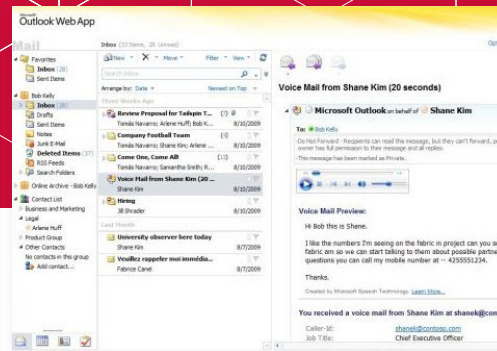 Microsoft
Outlook Web App
Mail
Inbox (33 Items, 28 Unread)
Opt
Favorites
Inbox (28)
Sent Items
Bob Kelly
Inbox (28)
Drafts
Sent Items
Notes
Junk E-Mail
Deleted Items (37)
RSS Feeds
Search Folders
Online Archive - Bob Kelly
Contact List
Business and Marketing
Legal
Arlene Huff
Product Group
Other Contacts
No contacts in this group
Add contact...
New
Move
Filter
View
Search Inbox
Arrange by: Date
Newest on Top
Three Weeks Ago
Review Proposal for Tailspin T...
Tomás Navarro; Arlene Huff; Bob K...
8/10/2009
Company Football Team
(4)
Tomás Navarro; Shane Kim; Arlene ...
8/10/2009
Come One, Come All!
Tomás Navarro; Samantha Smith; R...
8/10/2009
Voice Mail from Shane Kim (20 ...
Shane Kim
8/10/2009
Hiring
Jill Shrader
8/10/2009
Last Month
University observer here today
Shane Kim
8/7/2009
Veuillez rappeler moi immédia...
Fabrice Canel
8/7/2009
Voice Mail from Shane Kim (20 seconds)
Microsoft Outlook on behalf of Shane Kim
To: Bob Kelly
Do Not Forward - Recipients can read this message, but they can't forward, p
owner has full permission to their message and all replies.
-This message has been marked as Private.
Voice Mail Preview:
Hi Bob this is Shane.
I like the numbers I'm seeing on the fabric in project can you se
fabric am so we can start talking to them about possible partne
questions you can call my mobile number at -- 4255551234.
Thanks.
Created by Microsoft Speech Technology. Learn More...
You received a voice mail from Shane Kim at shanek@con
Caller-Id:
shanek@contoso.com
Job Title:
Chief Executive Officer